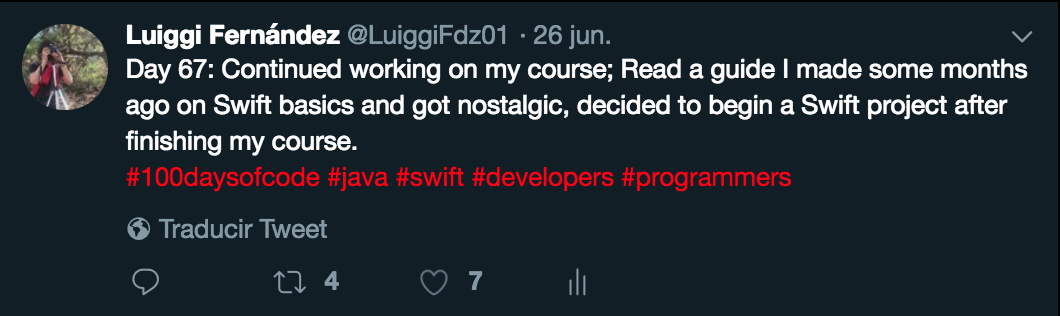 Luiggi Fernández @LuiggiFdz01 · 26 jun.
Day 67: Continued working on my course; Read a guide I made some months
ago on Swift basics and got nostalgic, decided to begin a Swift project after
finishing my course.
#100daysofcode #java #swift #developers #programmers
Traducir Tweet
4 7